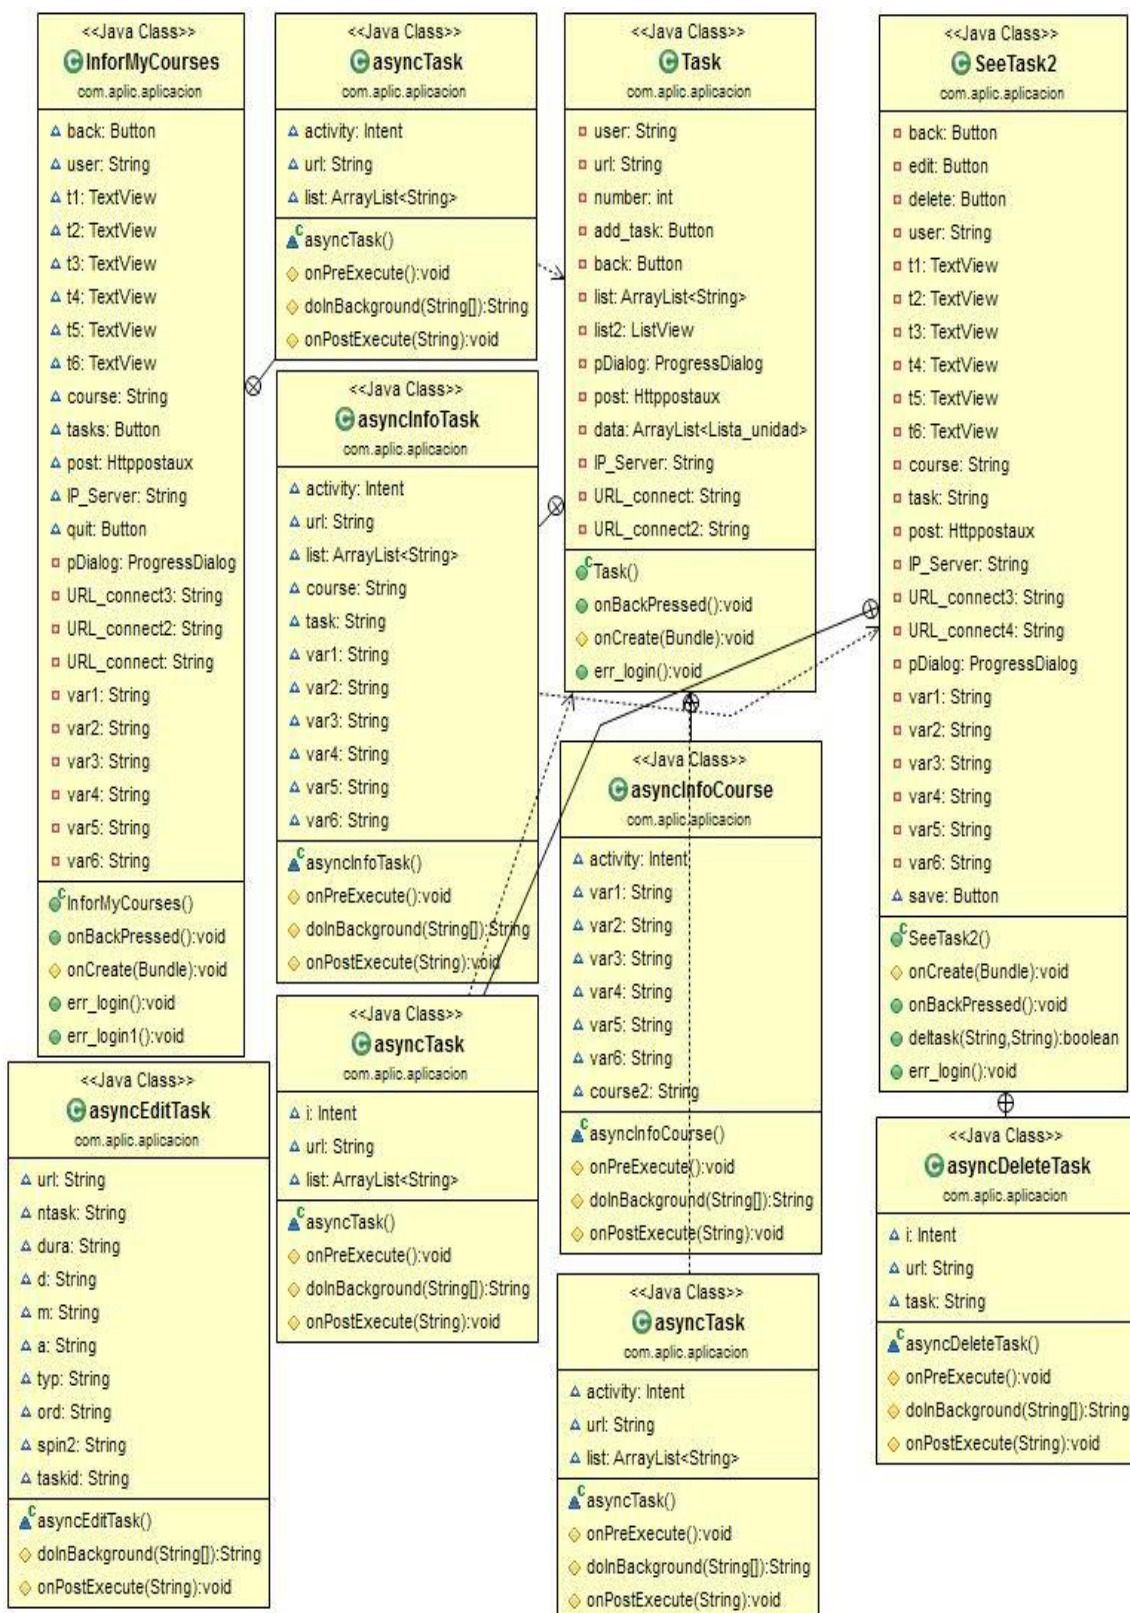 <<Java Class>>
InforMyCourses
com.aplic.aplicacion
back: Button
user: String
t1: TextView
t2: TextView
t3: TextView
t4: TextView
t5: TextView
t6: TextView
course: String
tasks: Button
post: Httppostaux
IP_Server: String
quit: Button
pDialog: ProgressDialog
URL_connect3: String
URL_connect2: String
URL_connect: String
var1: String
var2: String
var3: String
var4: String
var5: String
var6: String
InforMyCourses()
onBackPressed():void
onCreate(Bundle):void
err_login():void
err_login1():void
<<Java Class>>
asyncEditTask
com.aplic.aplicacion
url: String
ntask: String
dura: String
d: String
m: String
a: String
typ: String
ord: String
spin2: String
taskid: String
asyncEditTask()
doInBackground(String[]):String
onPostExecute(String):void
<<Java Class>>
asyncTask
com.aplic.aplicacion
activity: Intent
url: String
list: ArrayList<String>
asyncTask()
onPreExecute():void
doInBackground(String[]):String
onPostExecute(String):void
<<Java Class>>
asyncInfoTask
com.aplic.aplicacion
activity: Intent
url: String
list: ArrayList<String>
course: String
task: String
var1: String
var2: String
var3: String
var4: String
var5: String
var6: String
asyncInfoTask()
onPreExecute():void
doInBackground(String[]):String
onPostExecute(String):void
<<Java Class>>
asyncTask
com.aplic.aplicacion
i: Intent
url: String
list: ArrayList<String>
asyncTask()
onPreExecute():void
doInBackground(String[]):String
onPostExecute(String):void
<<Java Class>>
Task
com.aplic.aplicacion
user: String
url: String
number: int
add_task: Button
back: Button
list: ArrayList<String>
list2: ListView
pDialog: ProgressDialog
post: Httppostaux
data: ArrayList<Lista_unidad>
IP_Server: String
URL_connect: String
URL_connect2: String
Task()
onBackPressed():void
onCreate(Bundle):void
err_login():void
<<Java Class>>
asyncInfoCourse
com.aplic.aplicacion
activity: Intent
var1: String
var2: String
var3: String
var4: String
var5: String
var6: String
course2: String
asyncInfoCourse()
onPreExecute():void
doInBackground(String[]):String
onPostExecute(String):void
<<Java Class>>
asyncTask
com.aplic.aplicacion
activity: Intent
url: String
list: ArrayList<String>
asyncTask()
onPreExecute():void
doInBackground(String[]):String
onPostExecute(String):void
<<Java Class>>
SeeTask2
com.aplic.aplicacion
back: Button
edit: Button
delete: Button
user: String
t1: TextView
t2: TextView
t3: TextView
t4: TextView
t5: TextView
t6: TextView
course: String
task: String
post: Httppostaux
IP_Server: String
URL_connect3: String
URL_connect4: String
pDialog: ProgressDialog
var1: String
var2: String
var3: String
var4: String
var5: String
var6: String
save: Button
SeeTask2()
onCreate(Bundle):void
onBackPressed():void
deltask(String,String):boolean
err_login():void
<<Java Class>>
asyncDeleteTask
com.aplic.aplicacion
i: Intent
url: String
task: String
asyncDeleteTask()
onPreExecute():void
doInBackground(String[]):String
onPostExecute(String):void